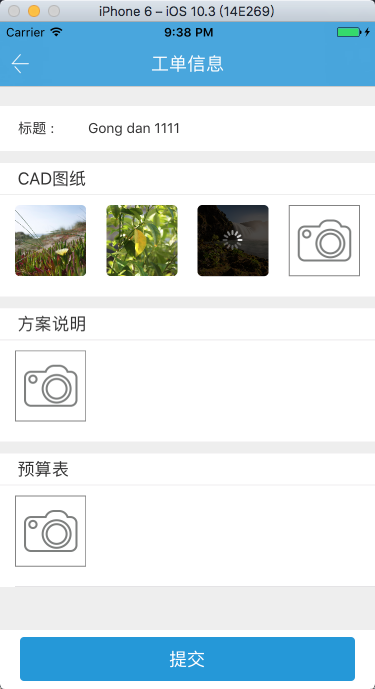 iPhone 6 – iOS 10.3 (14E269)
Carrier 9:38 PM
工单信息
标题： Gong dan 1111
CAD图纸
方案说明
预算表
提交